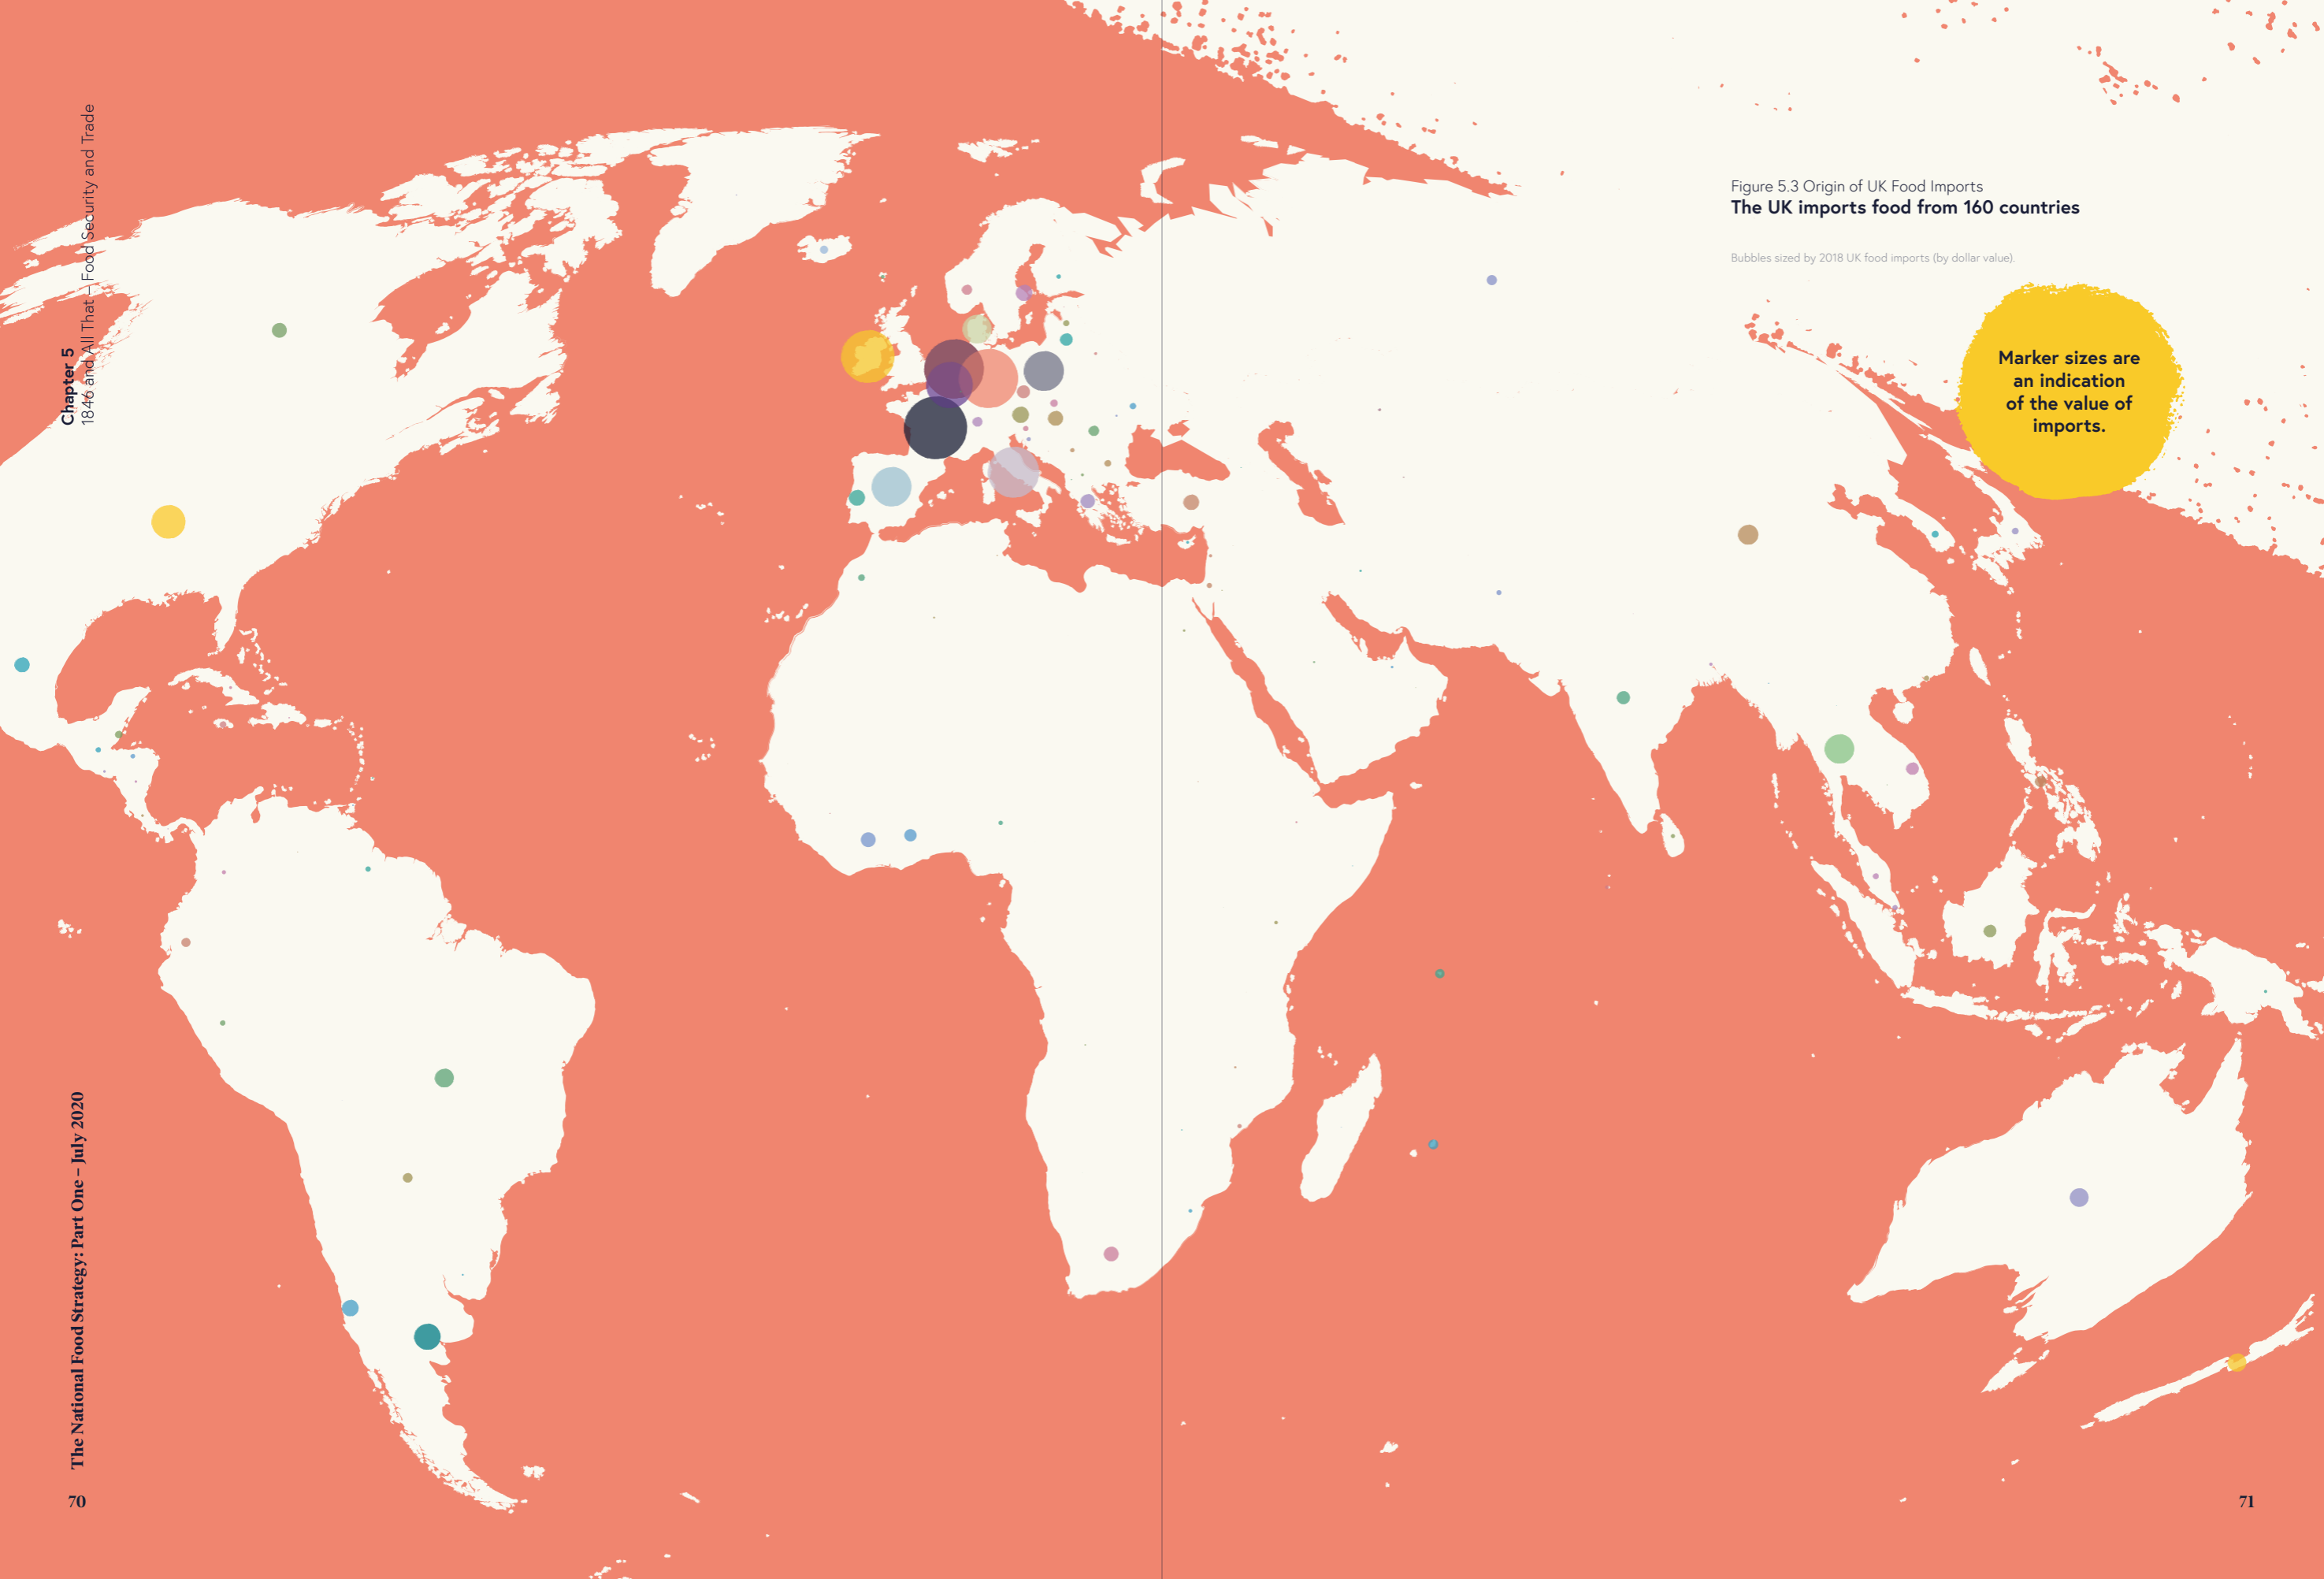 Chapter 5
1846 and All That – Food Security and Trade
Figure 5.3 Origin of UK Food Imports
The UK imports food from 160 countries
Bubbles sized by 2018 UK food imports (by dollar value).
Marker sizes are
an indication
of the value of
imports.
The National Food Strategy: Part One – July 2020
70
71